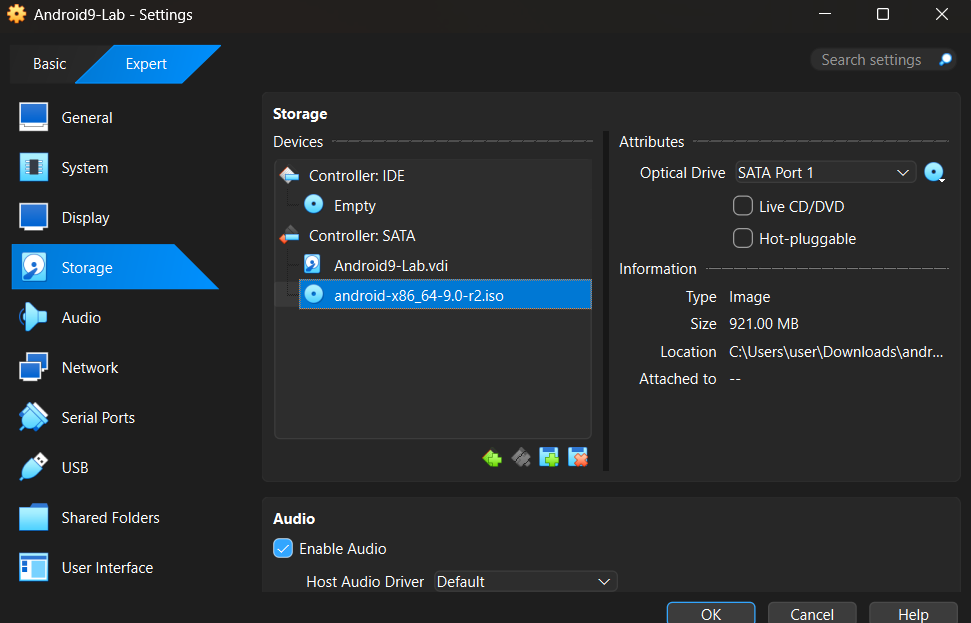 Android9-Lab - Settings
Basic
Expert
Search settings
General
System
Display
Storage
Audio
Network
Serial Ports
USB
Shared Folders
User Interface
Storage
Devices
Controller: IDE
Empty
Controller: SATA
Android9-Lab.vdi
android-x86_64-9.0-r2.iso
Attributes
Optical Drive SATA Port 1
Live CD/DVD
Hot-pluggable
Information
Type Image
Size 921.00 MB
Location C:\Users\user\Downloads\andr...
Attached to --
Audio
Enable Audio
Host Audio Driver Default
OK
Cancel
Help